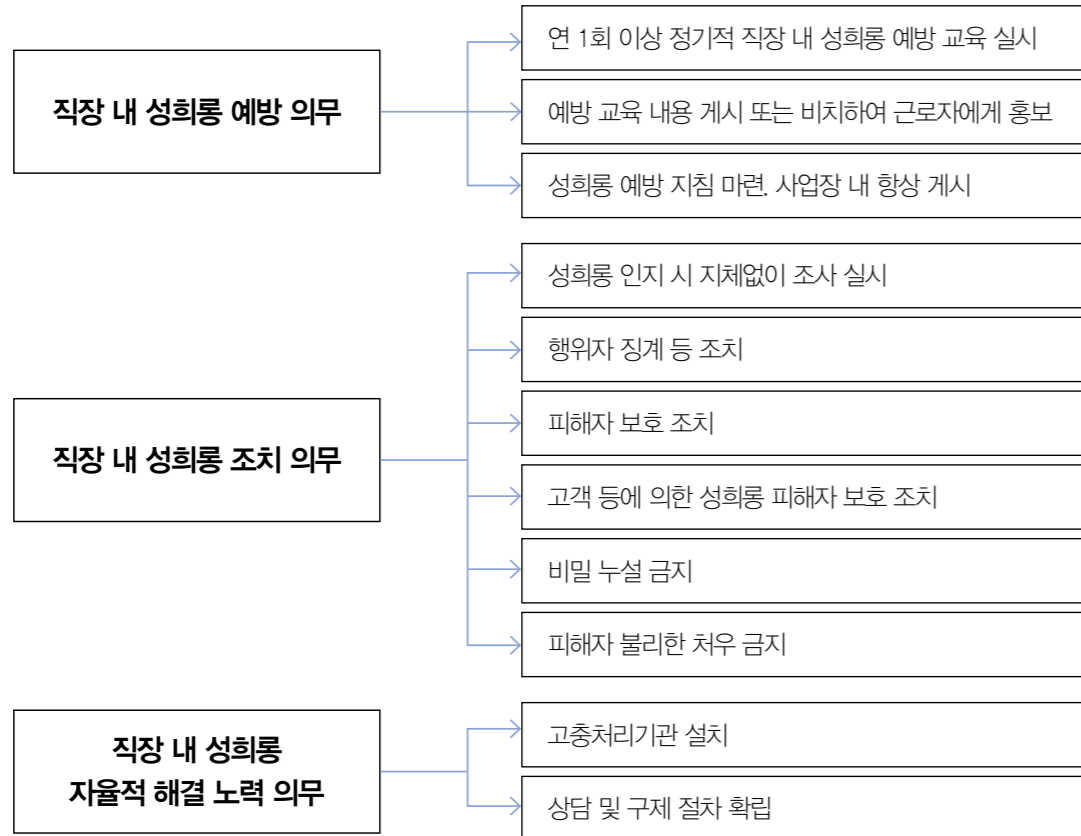 직장 내 성희롱 예방 의무
연 1회 이상 정기적 직장 내 성희롱 예방 교육 실시
예방 교육 내용 게시 또는 비치하여 근로자에게 홍보
성희롱 예방 지침 마련. 사업장 내 항상 게시
직장 내 성희롱 조치 의무
성희롱 인지 시 지체없이 조사 실시
행위자 징계 등 조치
피해자 보호 조치
고객 등에 의한 성희롱 피해자 보호 조치
비밀 누설 금지
피해자 불리한 처우 금지
직장 내 성희롱
자율적 해결 노력 의무
고충처리기관 설치
상담 및 구제 절차 확립